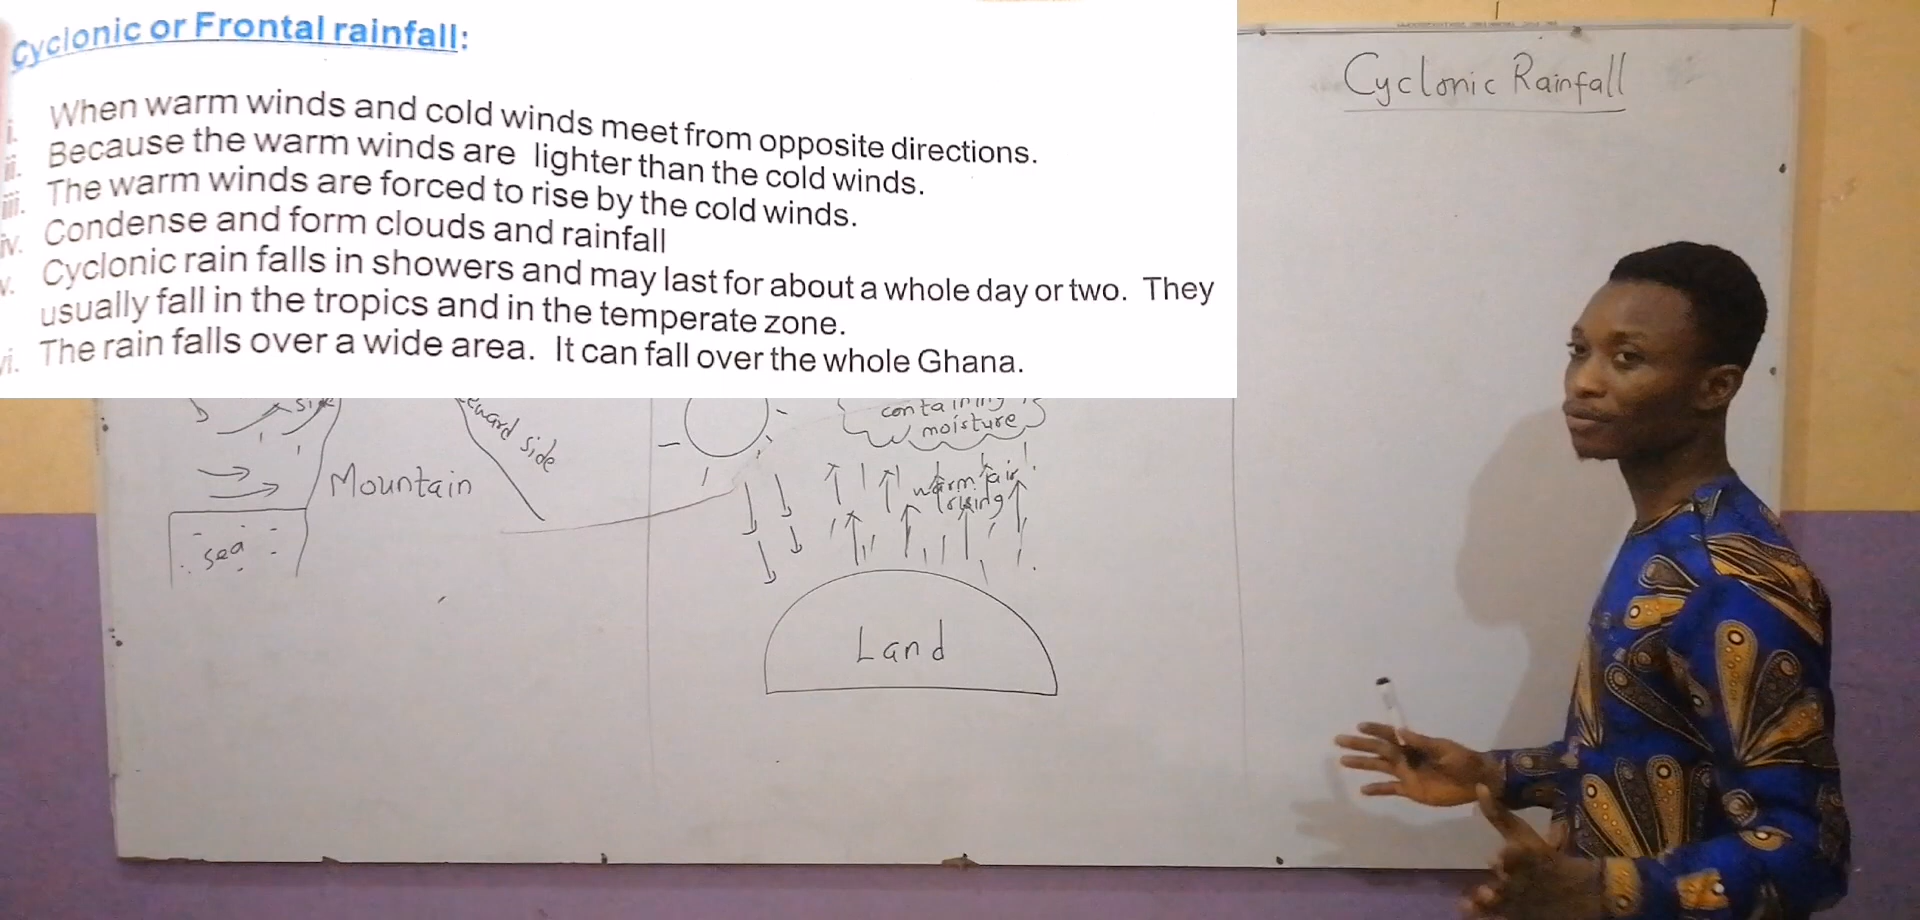 Cyclonic or Frontal rainfall:
i. When warm winds and cold winds meet from opposite directions.
ii. Because the warm winds are lighter than the cold winds.
iii. The warm winds are forced to rise by the cold winds.
iv. Condense and form clouds and rainfall
v. Cyclonic rain falls in showers and may last for about a whole day or two. They
usually fall in the tropics and in the temperate zone.
vi. The rain falls over a wide area. It can fall over the whole Ghana.
Cyclonic Rainfall
side
side
Mountain
sea
containing
moisture
warm air
rising
Land